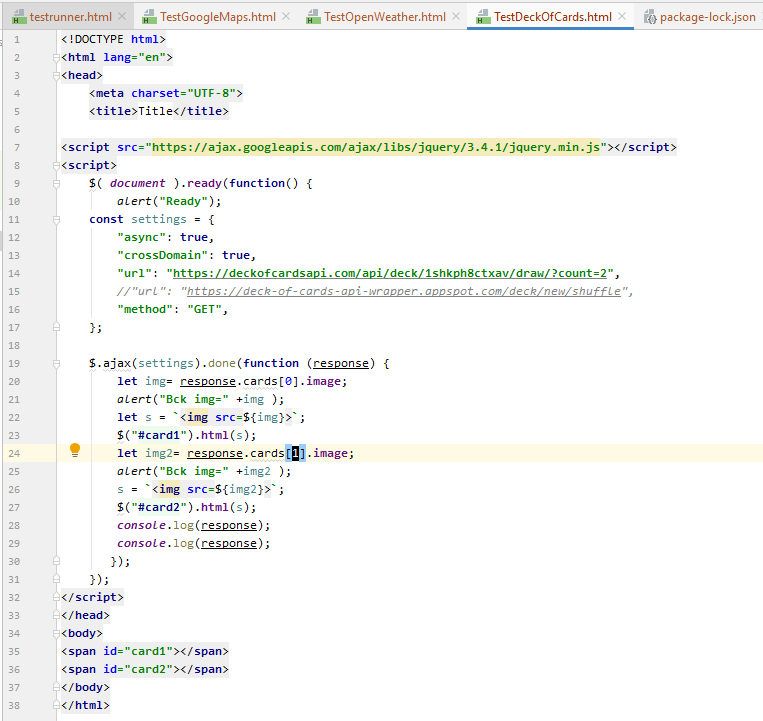 testrunner.html TestGoogleMaps.html TestOpenWeather.html TestDeckOfCards.html package-lock.json
1 <!DOCTYPE html>
2 <html lang="en">
3 <head>
4 <meta charset="UTF-8">
5 <title>Title</title>
6
7 <script src="https://ajax.googleapis.com/ajax/libs/jquery/3.4.1/jquery.min.js"></script>
8 <script>
9 $( document ).ready(function() {
10 alert("Ready");
11 const settings = {
12 "async": true,
13 "crossDomain": true,
14 "url": "https://deckofcardsapi.com/api/deck/1shkph8ctxav/draw/?count=2",
15 //"url": "https://deck-of-cards-api-wrapper.appspot.com/deck/new/shuffle",
16 "method": "GET",
17 };
18
19 $.ajax(settings).done(function (response) {
20 let img= response.cards[0].image;
21 alert("Bck img=" +img );
22 let s = `<img src=${img}>`;
23 $("#card1").html(s);
24 let img2= response.cards[1].image;
25 alert("Bck img=" +img2 );
26 s = `<img src=${img2}>`;
27 $("#card2").html(s);
28 console.log(response);
29 console.log(response);
30 });
31 });
32 </script>
33 </head>
34 <body>
35 <span id="card1"></span>
36 <span id="card2"></span>
37 </body>
38 </html>